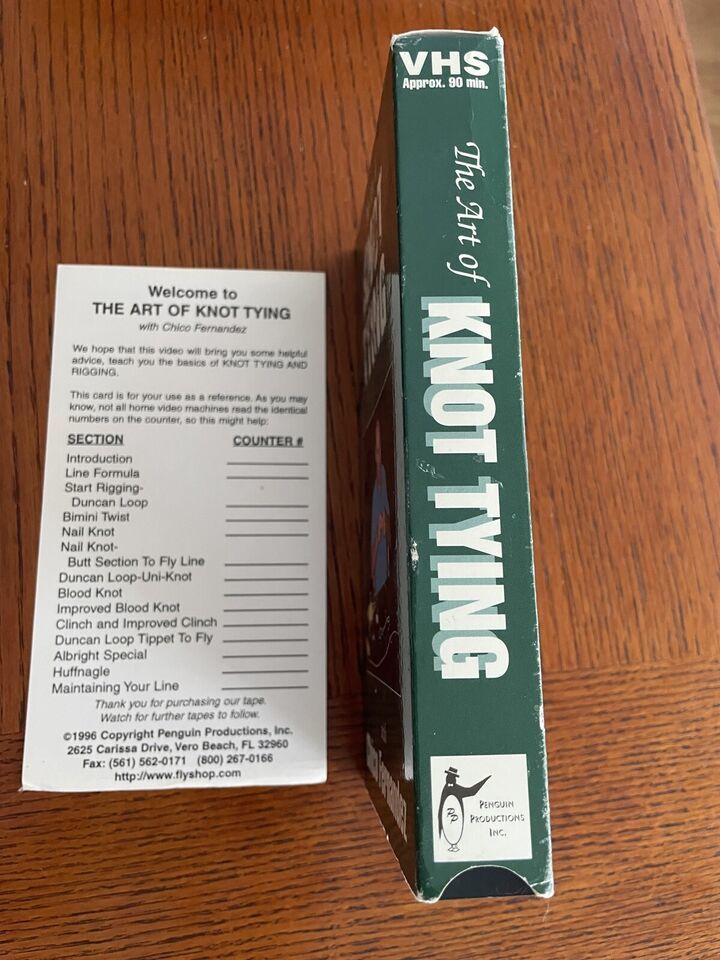 Welcome to
THE ART OF KNOT TYING
with Chico Fernandez
We hope that this video will bring you some helpful
advice, teach you the basics of KNOT TYING AND
RIGGING.
This card is for your use as a reference. As you may
know, not all home video machines read the identical
numbers on the counter, so this might help:
SECTION COUNTER #
Introduction
Line Formula
Start Rigging-
Duncan Loop
Bimini Twist
Nail Knot
Nail Knot-
Butt Section To Fly Line
Duncan Loop-Uni-Knot
Blood Knot
Improved Blood Knot
Clinch and Improved Clinch
Duncan Loop Tippet To Fly
Albright Special
Huffnagle
Maintaining Your Line
Thank you for purchasing our tape.
Watch for further tapes to follow.
©1996 Copyright Penguin Productions, Inc.
2625 Carissa Drive, Vero Beach, FL 32960
Fax: (561) 562-0171 (800) 267-0166
http://www.flyshop.com
VHS
Approx. 90 min.
The Art of
KNOT TYING
PP
PENGUIN
PRODUCTIONS
INC.